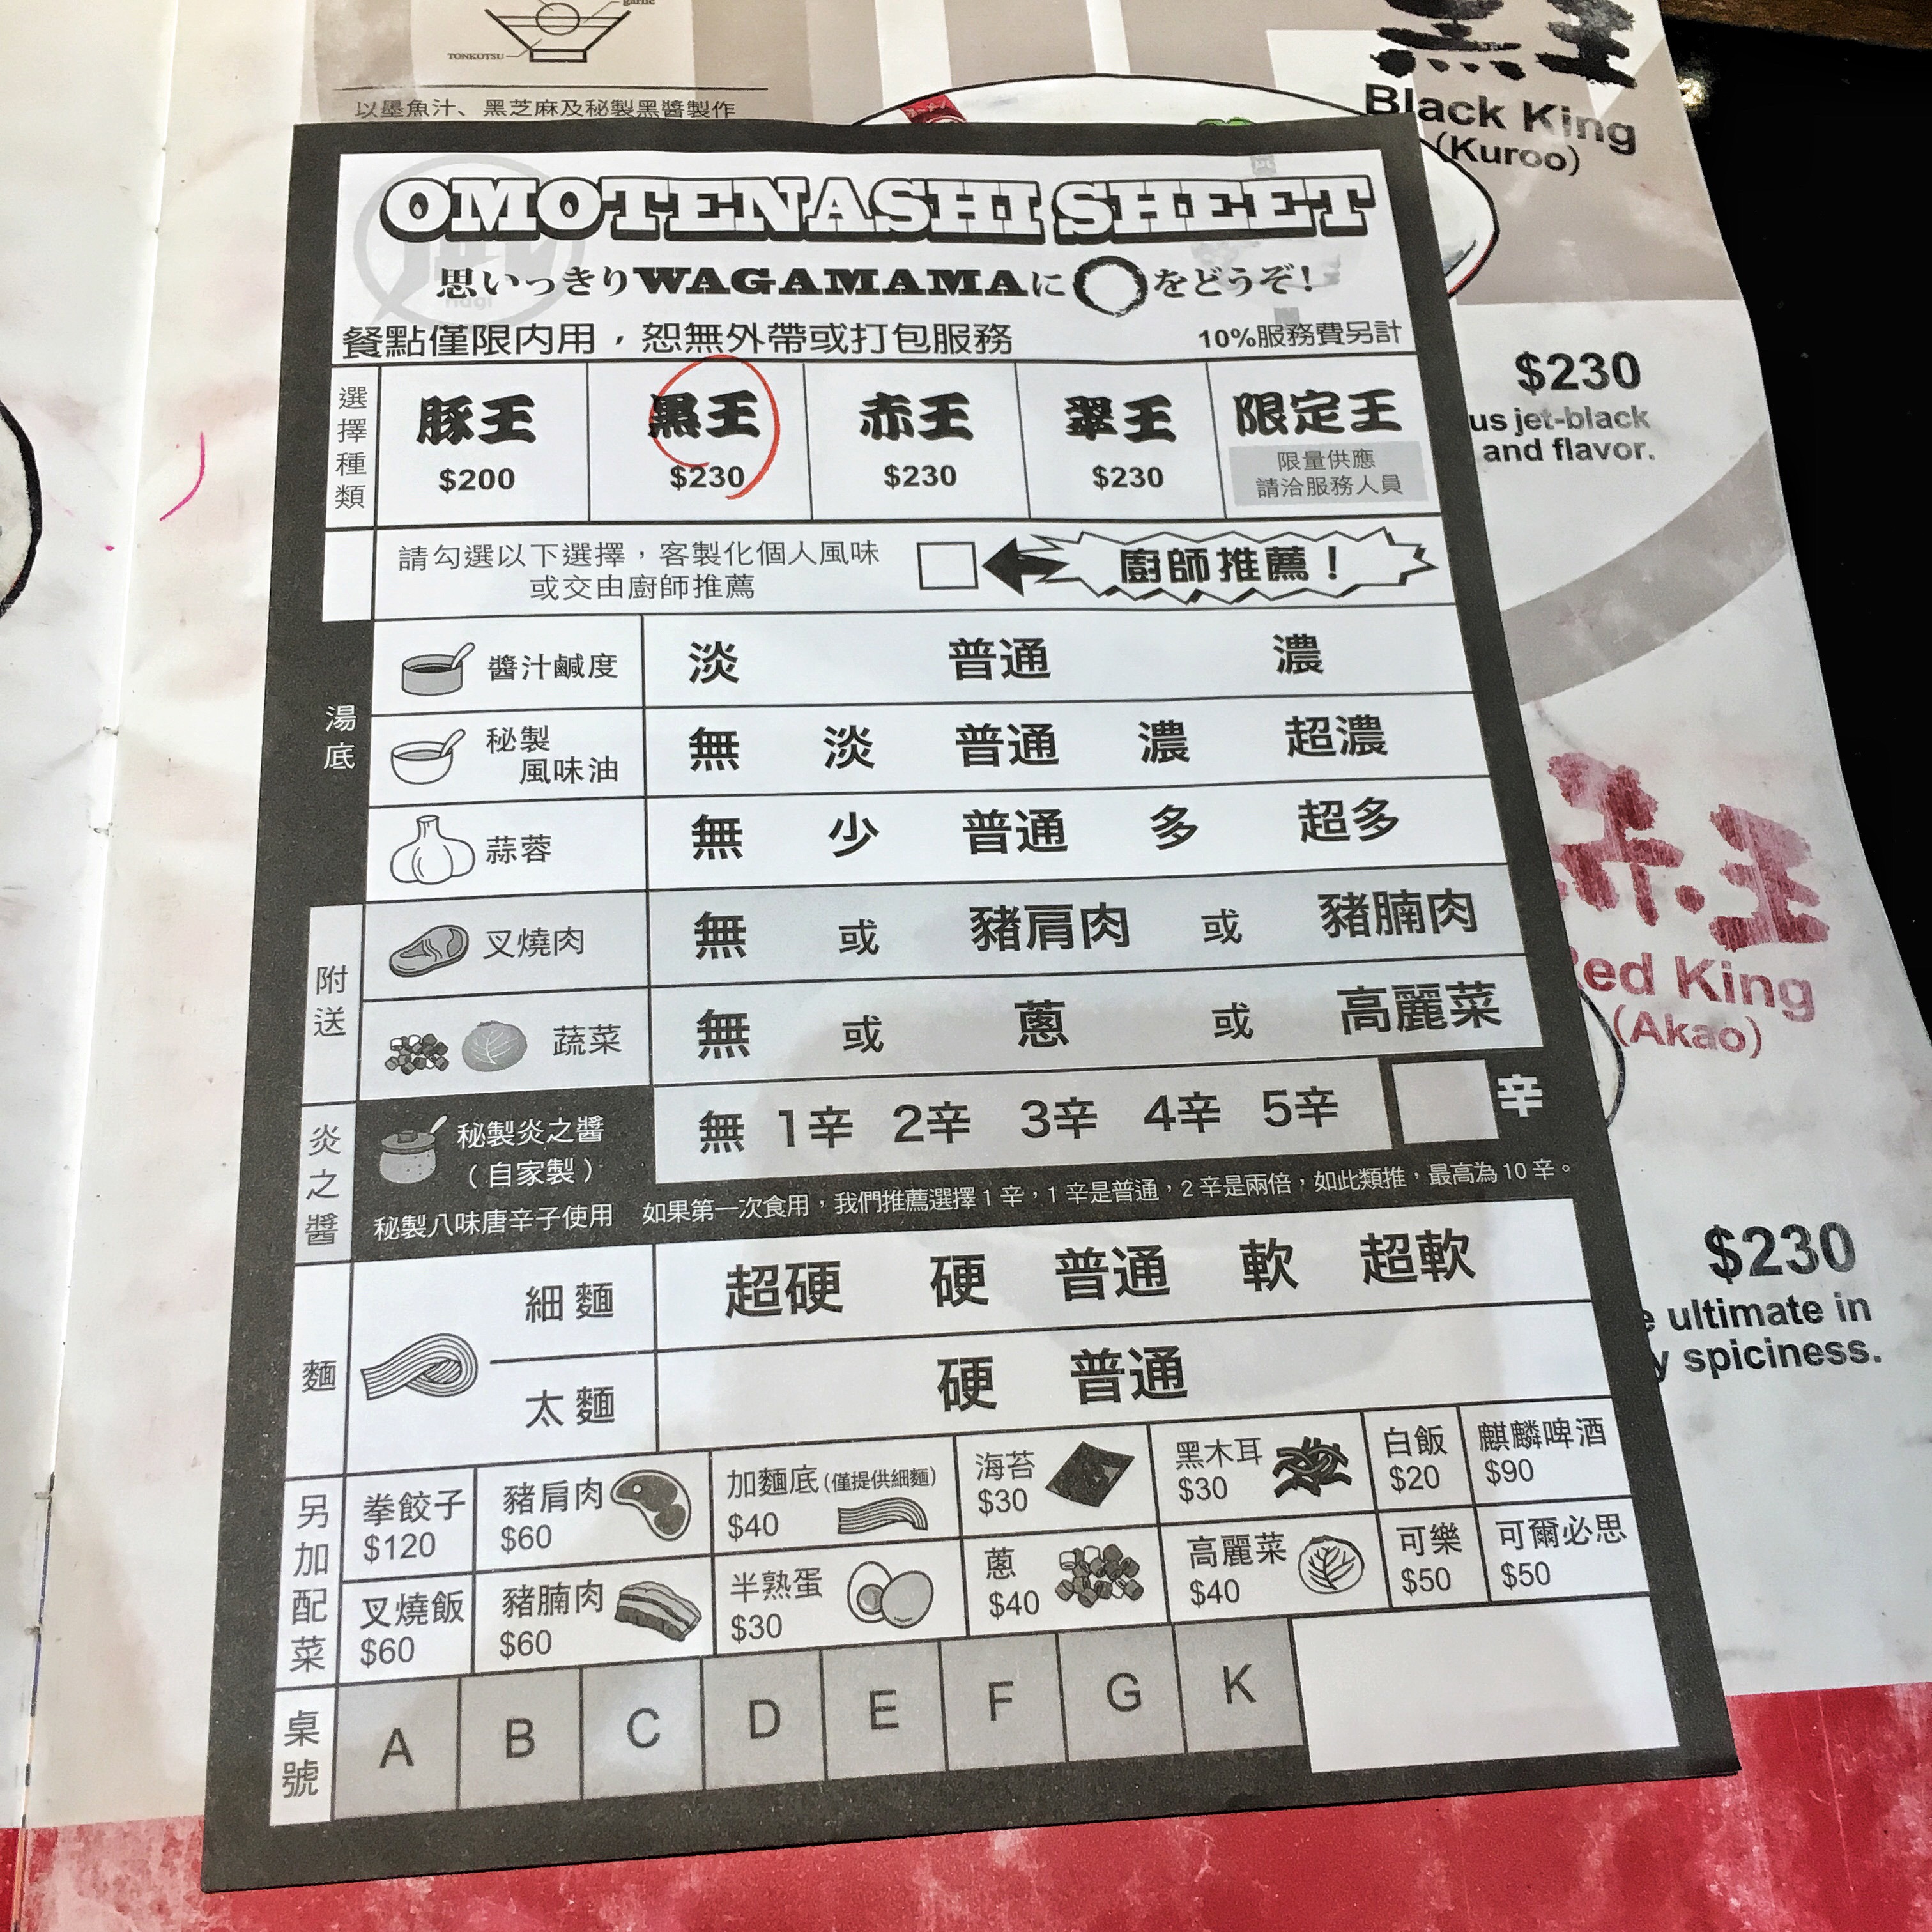 garlic
TONKOTSU
以墨魚汁、黑芝麻及秘製黑醬製作
黒王
Black King
(Kuroo)
$230
us jet-black
and flavor.
赤王
Red King
(Akao)
$230
ultimate in
spiciness.
OMOTENASHI SHEET
思いっきりWAGAMAMAに○をどうぞ!
餐點僅限內用，恕無外帶或打包服務 10%服務費另計
選擇種類
豚王 黒王 赤王 翠王 限定王
$200 $230 $230 $230 限量供應
請洽服務人員
請勾選以下選擇，客製化個人風味
或交由廚師推薦
廚師推薦！
湯底
醬汁鹹度 淡 普通 濃
秘製風味油 無 淡 普通 濃 超濃
蒜蓉 無 少 普通 多 超多
附送
叉燒肉 無 或 豬肩肉 或 豬腩肉
蔬菜 無 或 蔥 或 高麗菜
炎之醬
秘製炎之醬
（自家製） 無 1辛 2辛 3辛 4辛 5辛 辛
秘製八味唐辛子使用 如果第一次食用，我們推薦選擇1辛，1辛是普通，2辛是兩倍，如此類推，最高為10辛。
麵
細麵 超硬 硬 普通 軟 超軟
太麵 硬 普通
另加配菜
拳餃子 豬肩肉 加麵底(僅提供細麵) 海苔 黑木耳 白飯 麒麟啤酒
$120 $60 $40 $30 $30 $20 $90
叉燒飯 豬腩肉 半熟蛋 蔥 高麗菜 可樂 可爾必思
$60 $60 $30 $40 $40 $50 $50
桌號
A B C D E F G K